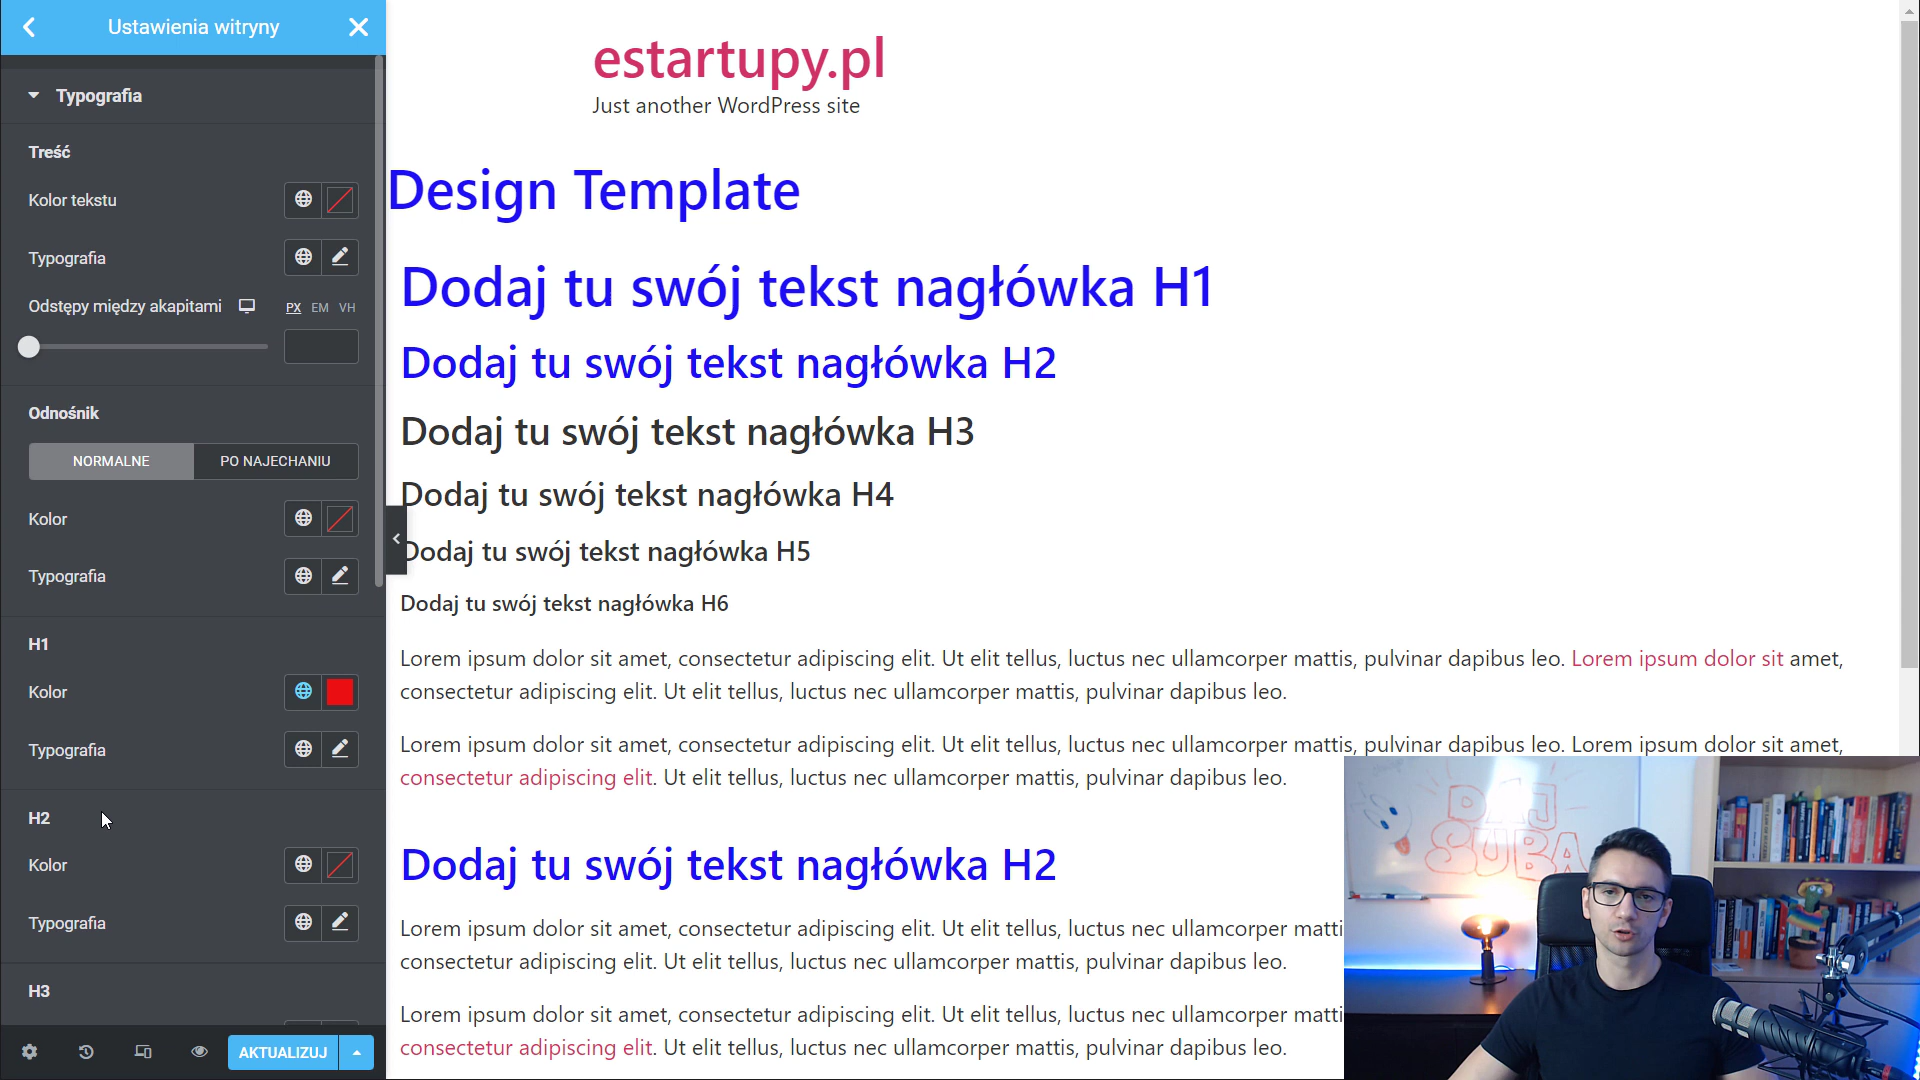 Ustawienia witryny
Typografia
Treść
Kolor tekstu
Typografia
Odstępy między akapitami PX EM VH
Odnośnik
NORMALNE PO NAJECHANIU
Kolor
Typografia
H1
Kolor
Typografia
H2
Kolor
Typografia
H3
AKTUALIZUJ
estartupy.pl
Just another WordPress site
Design Template
Dodaj tu swój tekst nagłówka H1
Dodaj tu swój tekst nagłówka H2
Dodaj tu swój tekst nagłówka H3
Dodaj tu swój tekst nagłówka H4
Dodaj tu swój tekst nagłówka H5
Dodaj tu swój tekst nagłówka H6
Lorem ipsum dolor sit amet, consectetur adipiscing elit. Ut elit tellus, luctus nec ullamcorper mattis, pulvinar dapibus leo. Lorem ipsum dolor sit amet,
consectetur adipiscing elit. Ut elit tellus, luctus nec ullamcorper mattis, pulvinar dapibus leo.
Lorem ipsum dolor sit amet, consectetur adipiscing elit. Ut elit tellus, luctus nec ullamcorper mattis, pulvinar dapibus leo. Lorem ipsum dolor sit amet,
consectetur adipiscing elit. Ut elit tellus, luctus nec ullamcorper mattis, pulvinar dapibus leo.
Dodaj tu swój tekst nagłówka H2
Lorem ipsum dolor sit amet, consectetur adipiscing elit. Ut elit tellus, luctus nec ullamcorper matti
consectetur adipiscing elit. Ut elit tellus, luctus nec ullamcorper mattis, pulvinar dapibus leo.
Lorem ipsum dolor sit amet, consectetur adipiscing elit. Ut elit tellus, luctus nec ullamcorper matti
consectetur adipiscing elit. Ut elit tellus, luctus nec ullamcorper mattis, pulvinar dapibus leo.
DAJ
SUBA